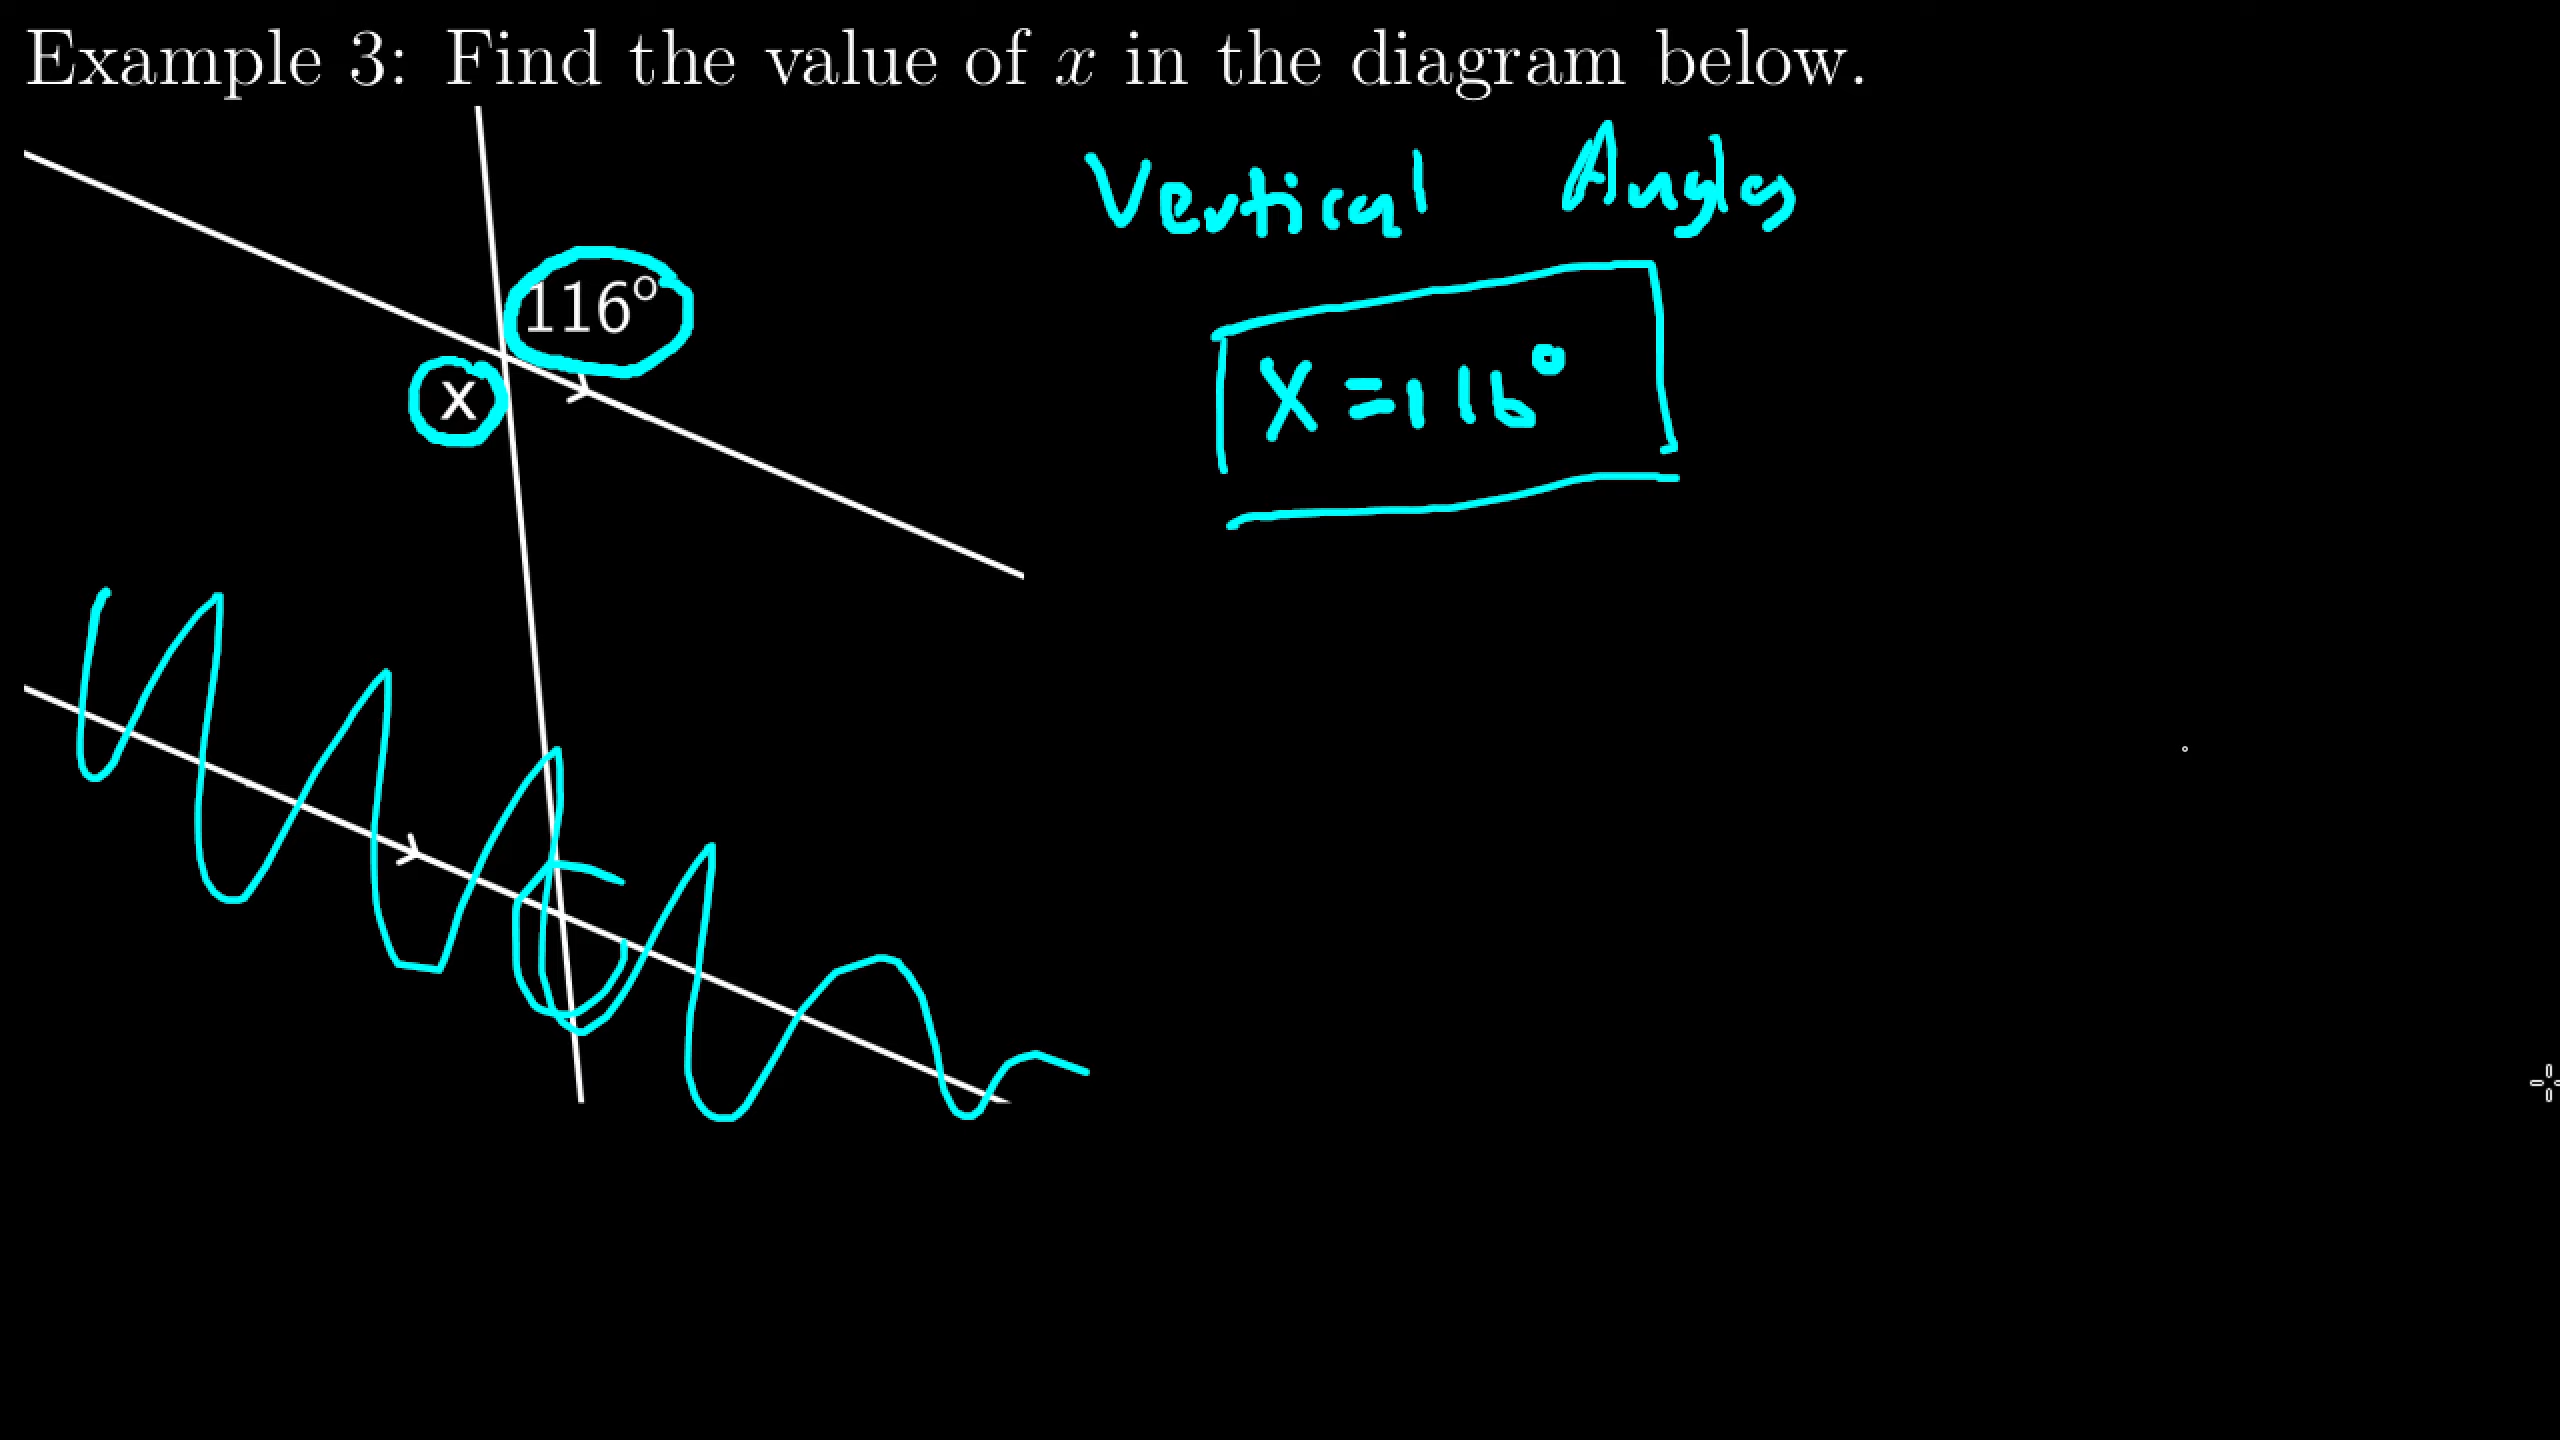 Example 3: Find the value of x in the diagram below.
Vertical Angles
116°
x
X = 116°